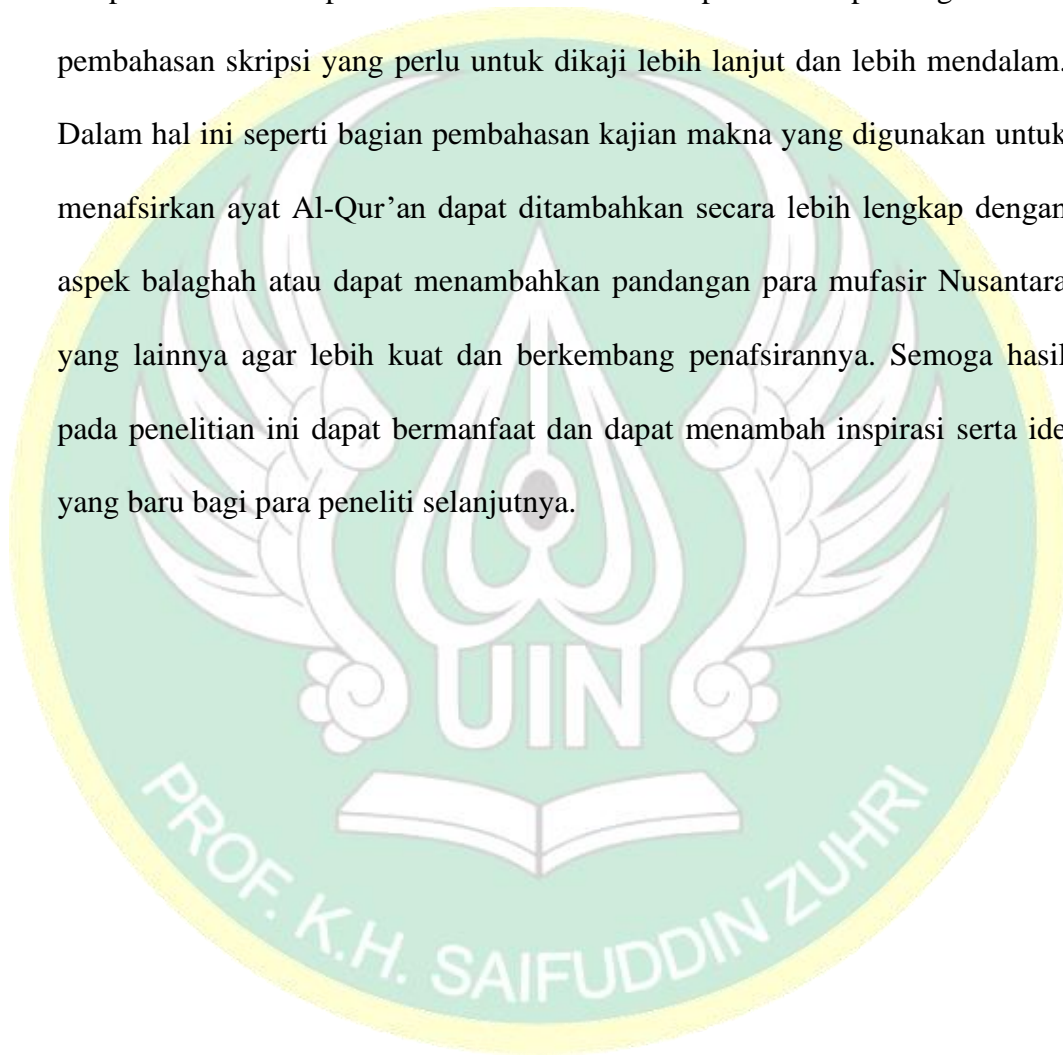 pembahasan skripsi yang perlu untuk dikaji lebih lanjut dan lebih mendalam.
Dalam hal ini seperti bagian pembahasan kajian makna yang digunakan untuk
menafsirkan ayat Al-Qur’an dapat ditambahkan secara lebih lengkap dengan
aspek balaghah atau dapat menambahkan pandangan para mufasir Nusantara
yang lainnya agar lebih kuat dan berkembang penafsirannya. Semoga hasil
pada penelitian ini dapat bermanfaat dan dapat menambah inspirasi serta ide
yang baru bagi para peneliti selanjutnya.
UIN
PROF. K.H. SAIFUDDIN ZUHRI